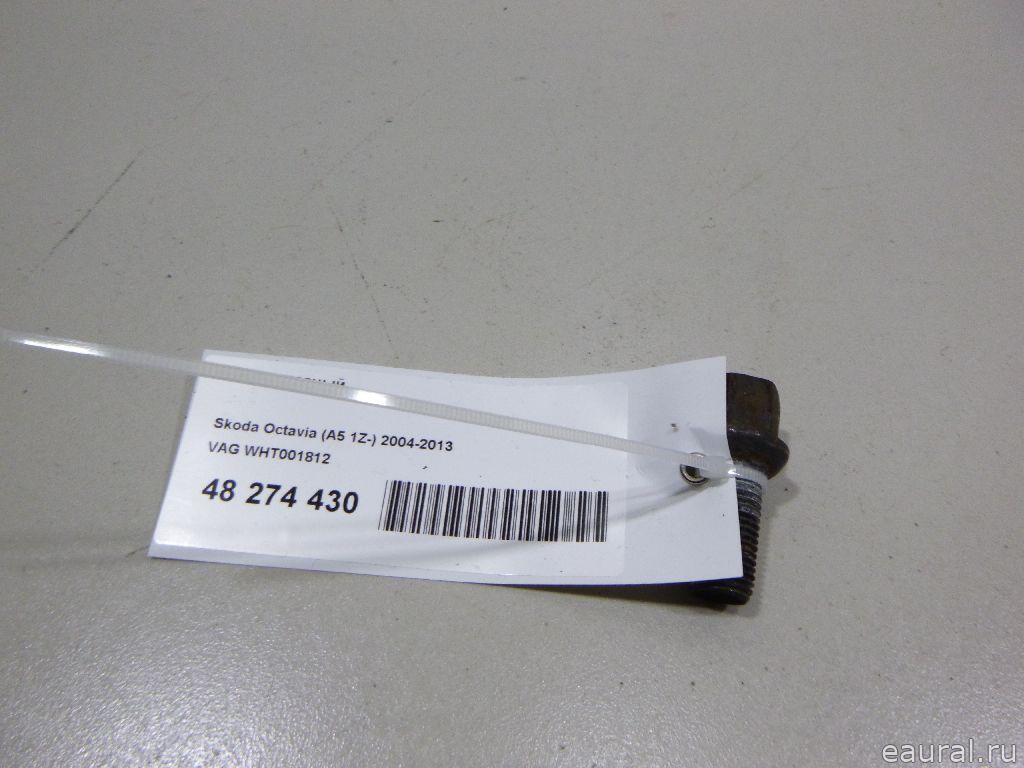 Skoda Octavia (A5 1Z-) 2004-2013
VAG WHT001812
48 274 430
eaural.ru